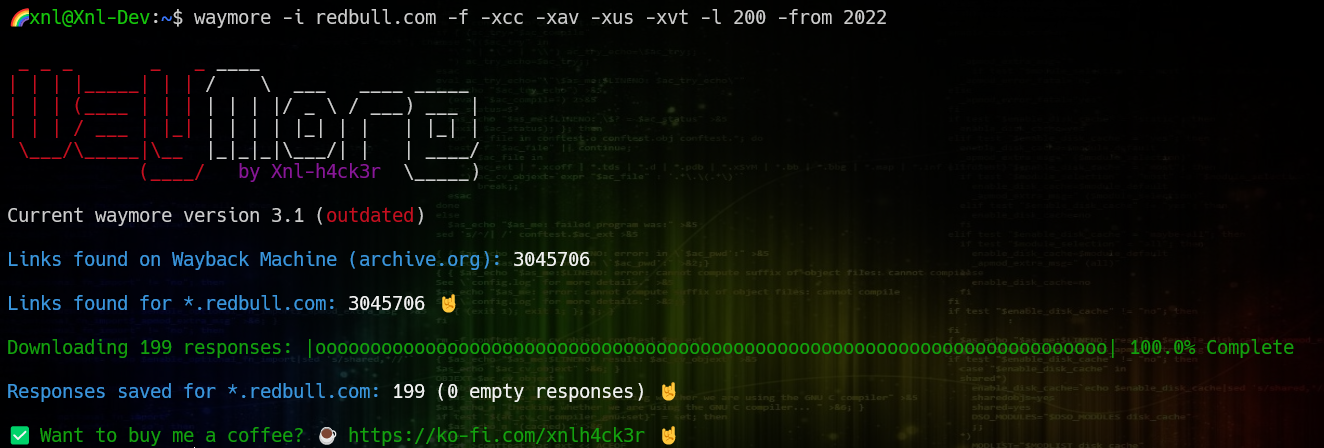 xnl@Xnl-Dev:~$ waymore -i redbull.com -f -xcc -xav -xus -xvt -l 200 -from 2022
WayMore
by Xnl-h4ck3r
Current waymore version 3.1 (outdated)
Links found on Wayback Machine (archive.org): 3045706
Links found for *.redbull.com: 3045706 🤘
Downloading 199 responses: |oooooooooooooooooooooooooooooooooooooooooooooooooooooooooooooooooooooooo| 100.0% Complete
Responses saved for *.redbull.com: 199 (0 empty responses) 🤘
✅ Want to buy me a coffee? ☕ https://ko-fi.com/xnlh4ck3r 🤘